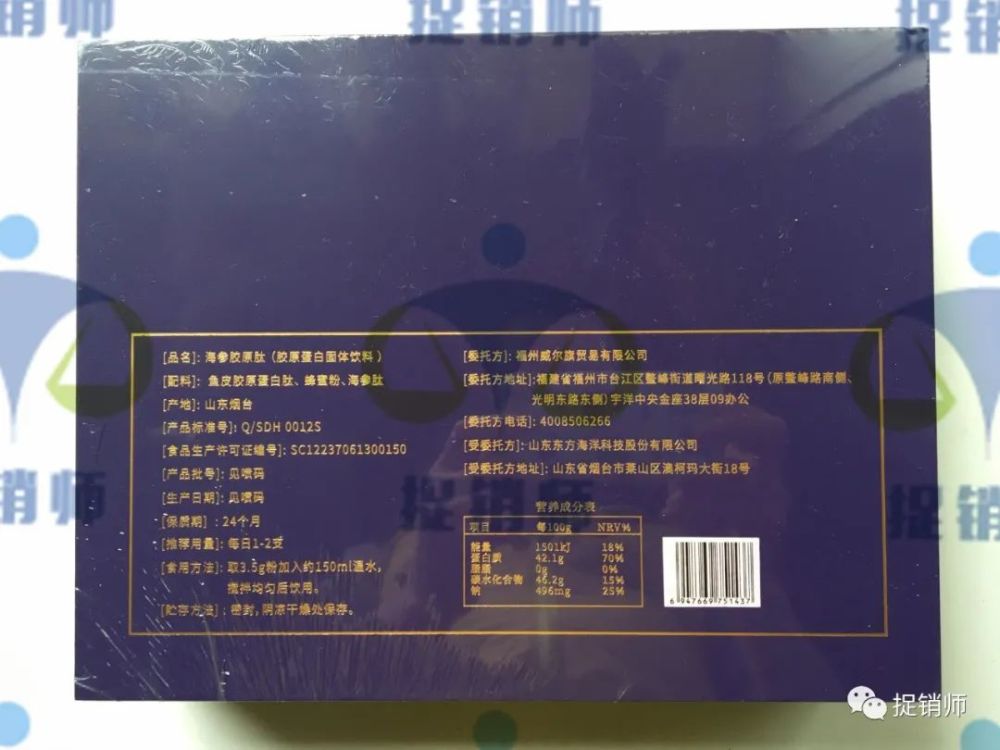 捉销师
捉销师
捉销师
[品名]: 海参胶原肽（胶原蛋白固体饮料）
[配料]: 鱼皮胶原蛋白肽、蜂蜜粉、海参肽
[产地]: 山东烟台
[产品标准号]: Q/SDH 0012S
[食品生产许可证编号]: SC12237061300150
[产品批号]: 见喷码
[生产日期]: 见喷码
[保质期] : 24个月
[推荐用量]: 每日1-2支
[食用方法]: 取3.5g粉加入约150ml温水，
搅拌均匀后饮用。
[贮存方法] : 密封，阴凉干燥处保存。
[委托方]: 福州威尔旗贸易有限公司
[委托方地址]: 福建省福州市台江区鳌峰街道曙光路118号（原鳌峰路南侧、
光明东路东侧）宇洋中央金座38层09办公
[委托方电话]: 4008506266
[受委托方]: 山东东方海洋科技股份有限公司
[受委托方地址]: 山东省烟台市莱山区澳柯玛大街18号
营养成分表
项目 每100g NRV%
能量 1501kJ 18%
蛋白质 42.1g 70%
脂肪 0g 0%
碳水化合物 46.2g 15%
钠 496mg 25%
6 947669 751437
师
捉销师
捉销师
捉销师